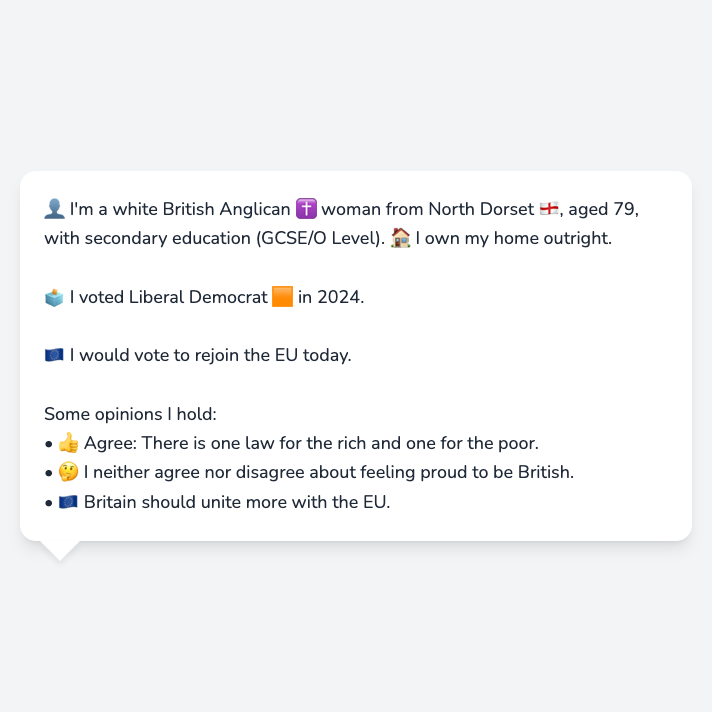 👤 I'm a white British Anglican ✝️ woman from North Dorset 🏴󠁧󠁢󠁥󠁮󠁧󠁿, aged 79,
with secondary education (GCSE/O Level). 🏠 I own my home outright.
🗳️ I voted Liberal Democrat 🟧 in 2024.
🇪🇺 I would vote to rejoin the EU today.
Some opinions I hold:
• 👍 Agree: There is one law for the rich and one for the poor.
• 🤔 I neither agree nor disagree about feeling proud to be British.
• 🇪🇺 Britain should unite more with the EU.